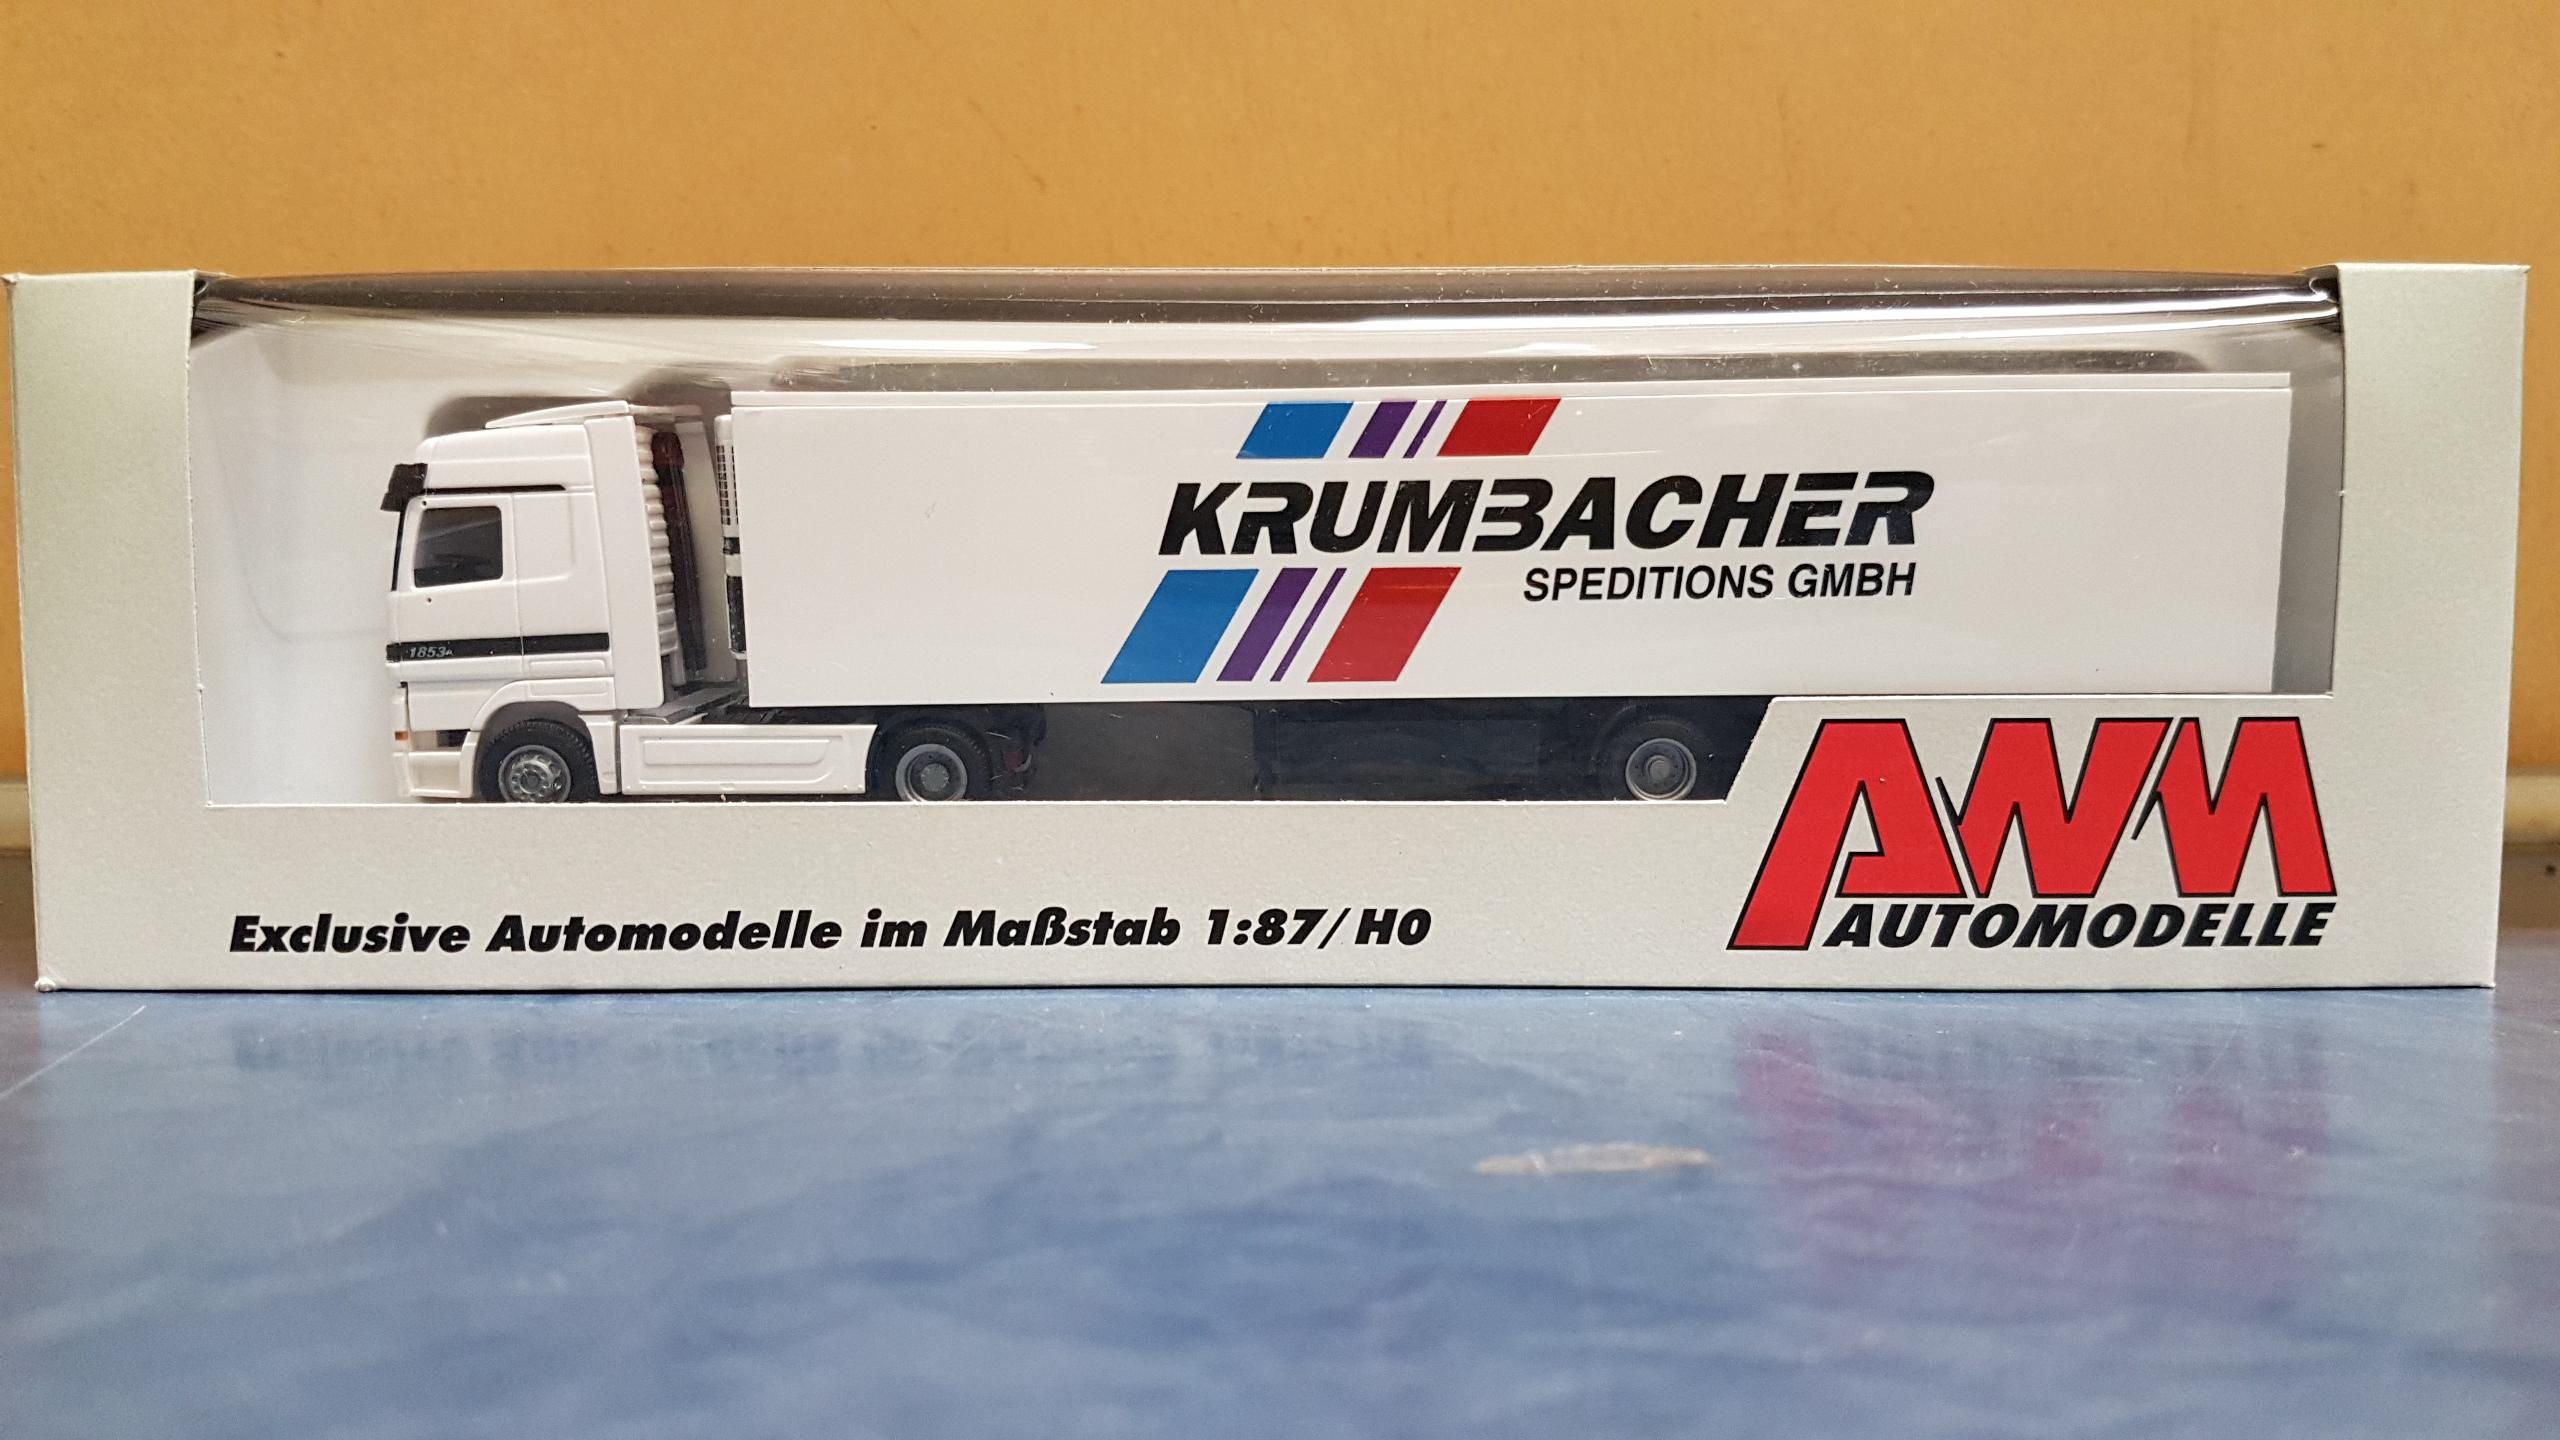 KRUMBACHER
SPEDITIONS GMBH
1853
AWM
AUTOMODELLE
Exclusive Automodelle im Maßstab 1:87/H0